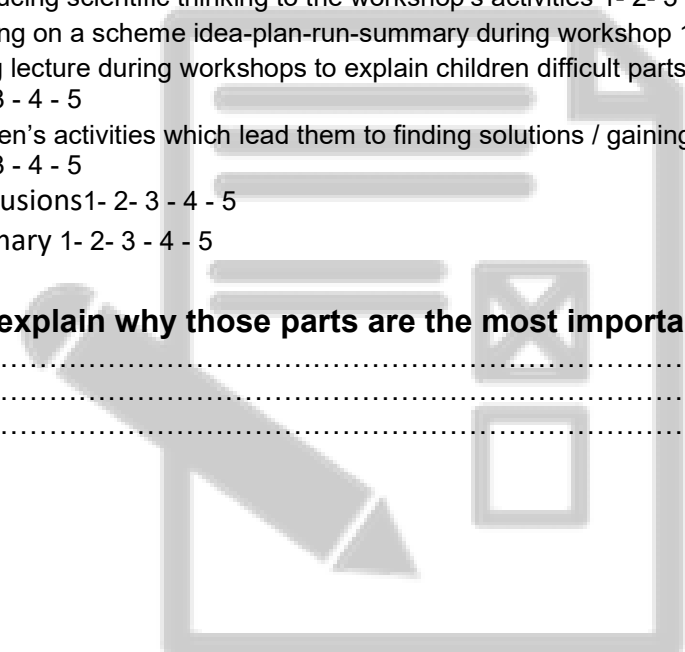 ucing scientific thinking to the workshop's activities 1- 2- 3
ng on a scheme idea-plan-run-summary during workshop 1
g lecture during workshops to explain children difficult parts
3 - 4 - 5
en's activities which lead them to finding solutions / gaining
3 - 4 - 5
usions1- 2- 3 - 4 - 5
mary 1- 2- 3 - 4 - 5
explain why those parts are the most importa
………………………………………………………………………
………………………………………………………………………
………………………………………………………………………